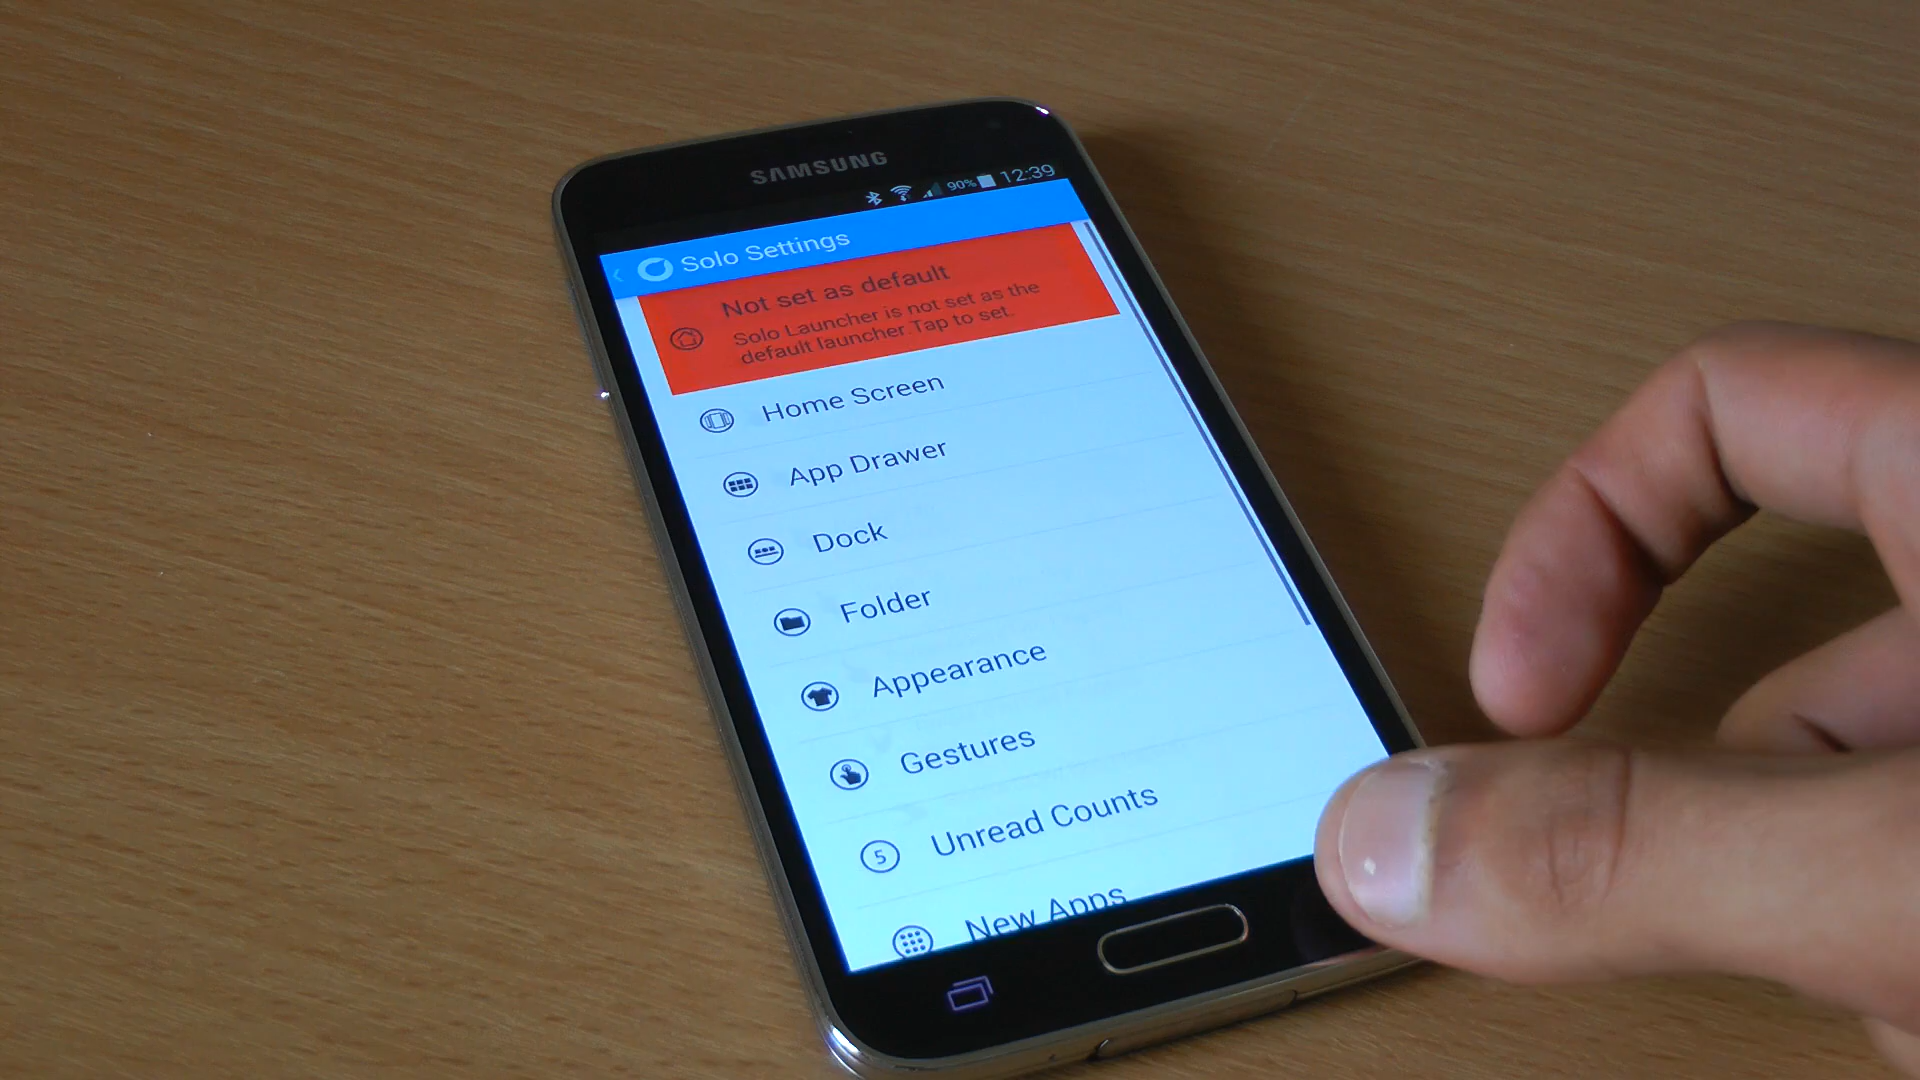 SAMSUNG
90% 12:39
Solo Settings
Not set as default
Solo Launcher is not set as the
default launcher.Tap to set.
Home Screen
App Drawer
Dock
Folder
Appearance
Gestures
5 Unread Counts
New Apps